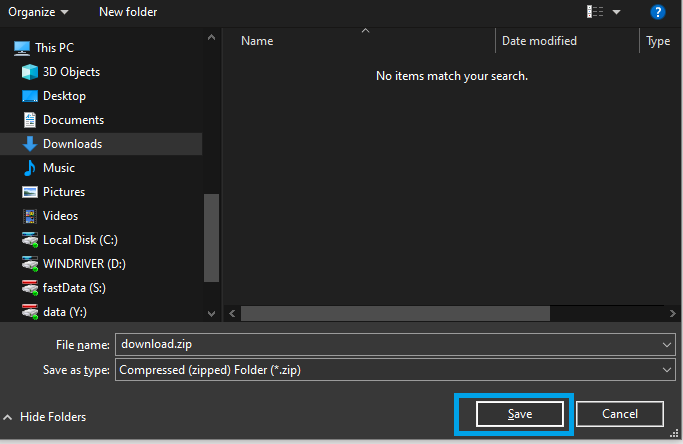 Organize
New folder
?
Name
Date modified
Type
No items match your search.
This PC
3D Objects
Desktop
Documents
Downloads
Music
Pictures
Videos
Local Disk (C:)
WINDRIVER (D:)
fastData (S:)
data (Y:)
File name: download.zip
Save as type: Compressed (zipped) Folder (*.zip)
Hide Folders
Save
Cancel